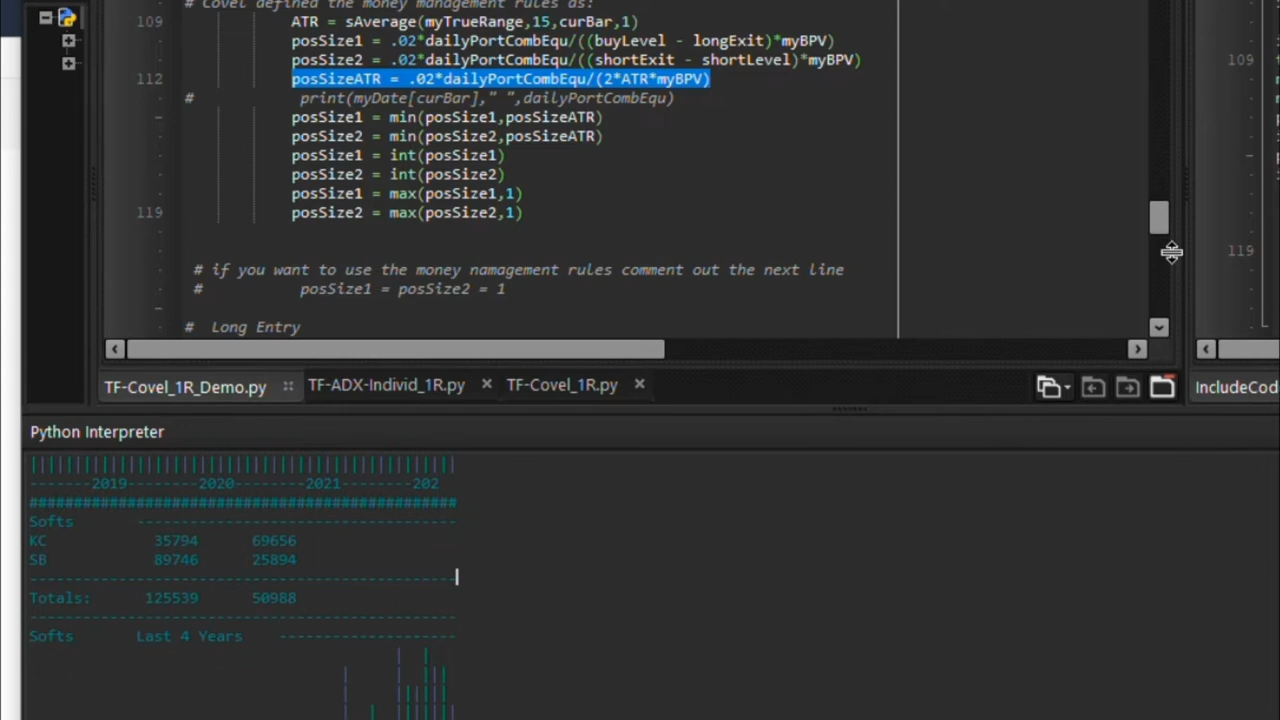 # Covel defined the money management rules as:
109 ATR = sAverage(myTrueRange,15,curBar,1)
posSize1 = .02*dailyPortCombEqu/((buyLevel - longExit)*myBPV)
posSize2 = .02*dailyPortCombEqu/((shortExit - shortLevel)*myBPV)
112 posSizeATR = .02*dailyPortCombEqu/(2*ATR*myBPV)
# print(myDate[curBar]," ",dailyPortCombEqu)
posSize1 = min(posSize1,posSizeATR)
posSize2 = min(posSize2,posSizeATR)
posSize1 = int(posSize1)
posSize2 = int(posSize2)
posSize1 = max(posSize1,1)
119 posSize2 = max(posSize2,1)
# if you want to use the money namagement rules comment out the next line
# posSize1 = posSize2 = 1
# Long Entry
109
119
TF-Covel_1R_Demo.py TF-ADX-Individ_1R.py TF-Covel_1R.py IncludeCod
Python Interpreter
||||||||||||||||||||||||||||||||||||||||||||||||
-------2019--------2020--------2021--------202
################################################
Softs ------------------------------------
KC 35794 69656
SB 89746 25894
------------------------------------------------
Totals: 125539 50988
------------------------------------------------
Softs Last 4 Years --------------------